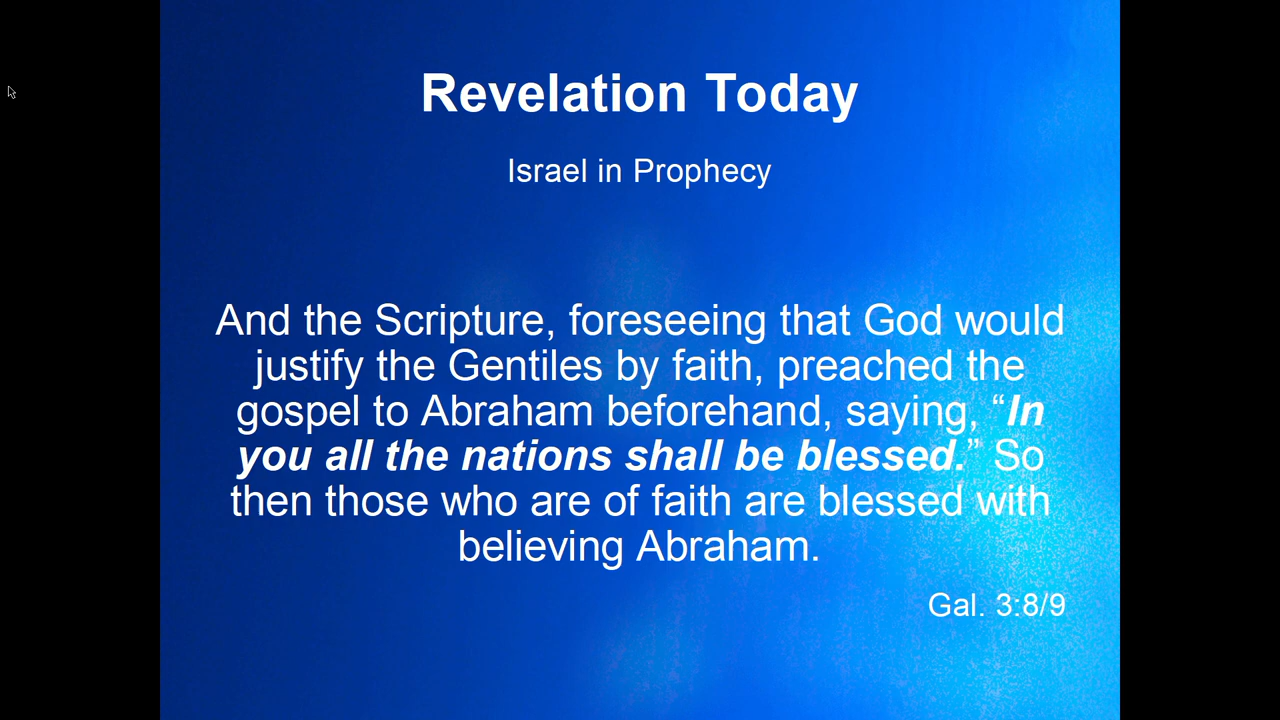 Revelation Today
Israel in Prophecy
And the Scripture, foreseeing that God would
justify the Gentiles by faith, preached the
gospel to Abraham beforehand, saying, “In
you all the nations shall be blessed.” So
then those who are of faith are blessed with
believing Abraham.
Gal. 3:8/9